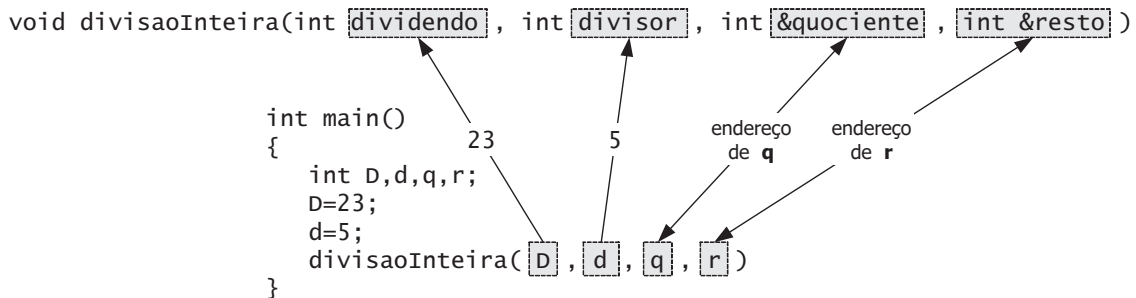 void divisaoInteira(int dividendo , int divisor , int &quociente , int &resto )
int main()
{
23
5
endereço
de q
endereço
de r
int D,d,q,r;
D=23;
d=5;
divisaoInteira( D , d , q , r )
}